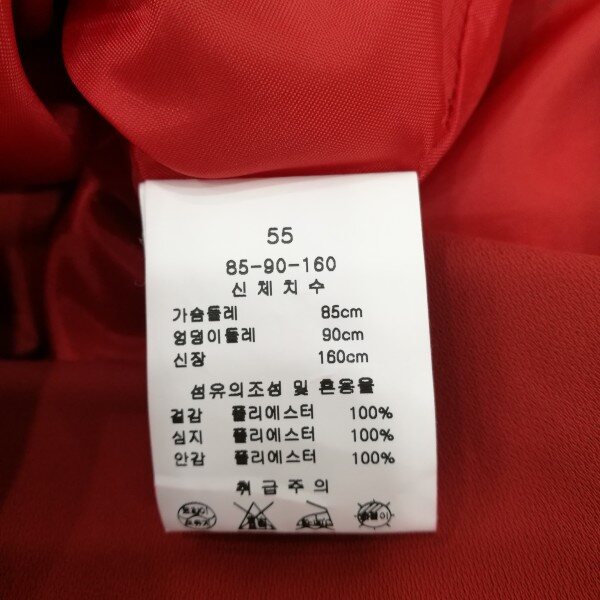 55
85-90-160
신체치수
가슴둘레 85cm
엉덩이둘레 90cm
신장 160cm
섬유의조성 및 혼용율
겉감 폴리에스터 100%
심지 폴리에스터 100%
안감 폴리에스터 100%
취급주의